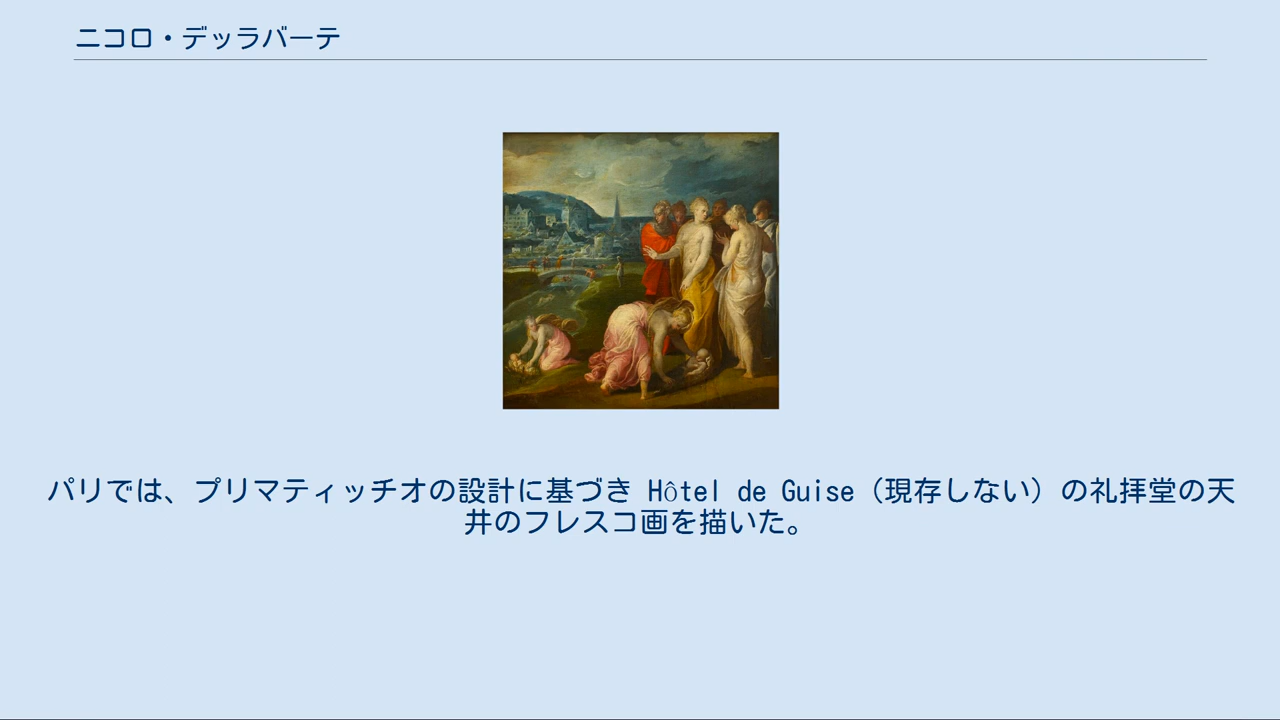 ニコロ・デッラバーテ
パリでは、プリマティッチオの設計に基づき Hôtel de Guise（現存しない）の礼拝堂の天
井のフレスコ画を描いた。